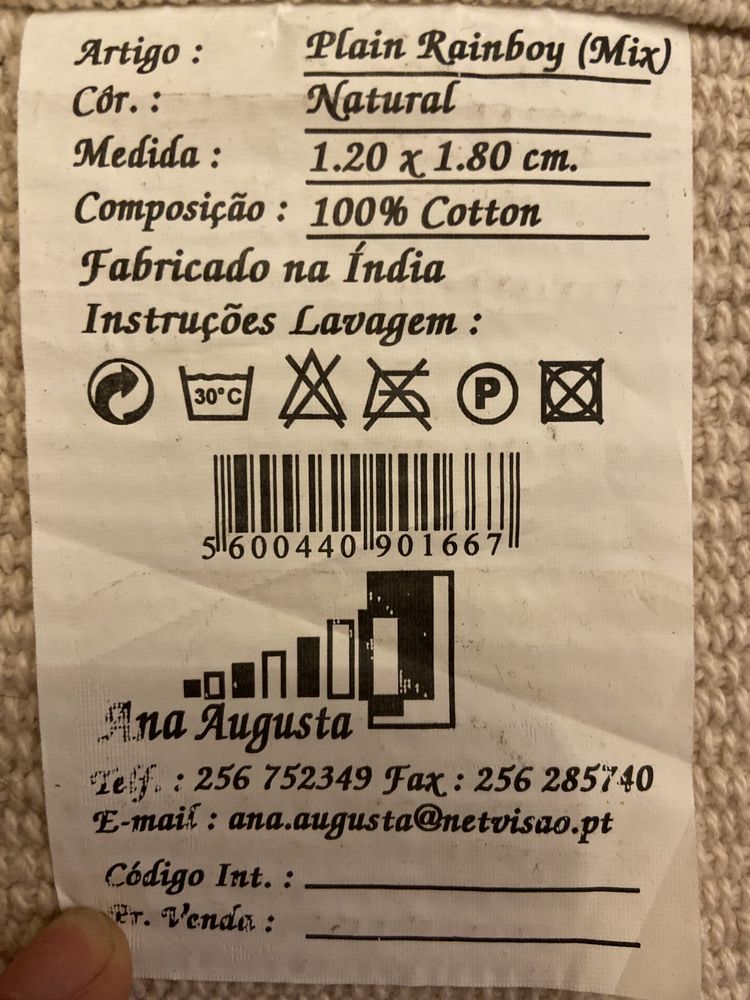 Artigo : Plain Rainboy (Mix)
Côr. : Natural
Medida : 1.20 x 1.80 cm.
Composição : 100% Cotton
Fabricado na Índia
Instruções Lavagem :
30°C P
5 600440 901667
Ana Augusta
Telf. : 256 752349 Fax : 256 285740
E-mail : ana.augusta@netvisao.pt
Código Int. :
Pr. Venda :